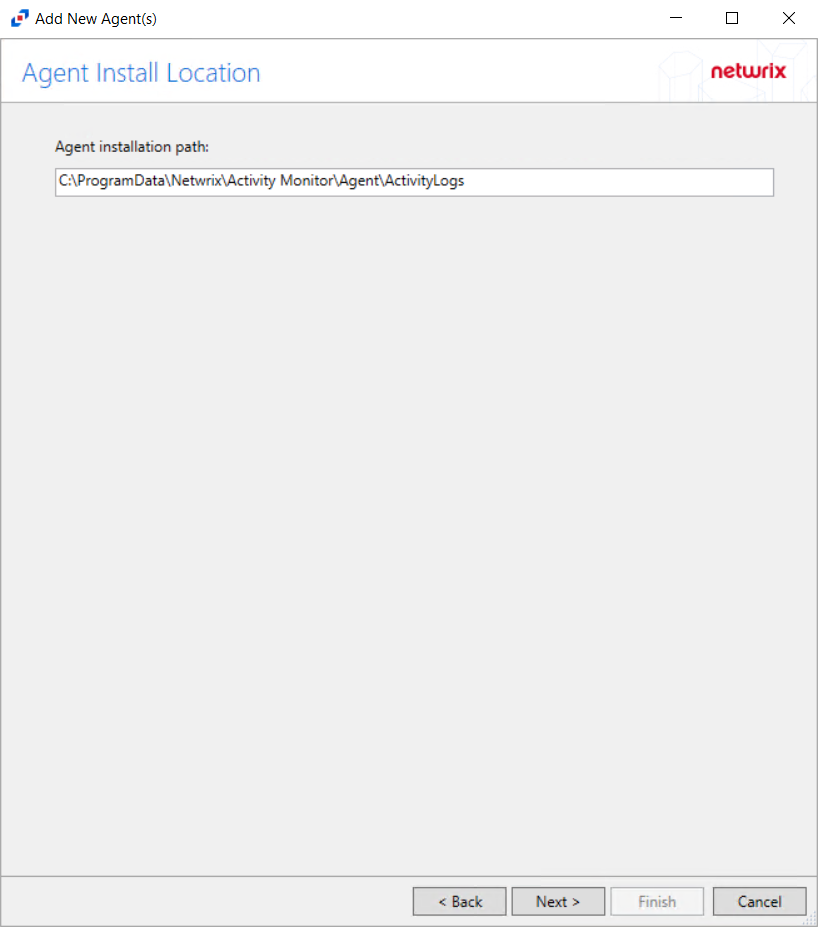 Add New Agent(s)
Agent Install Location
netwrix
Agent installation path:
C:\ProgramData\Netwrix\Activity Monitor\Agent\ActivityLogs
< Back Next > Finish Cancel